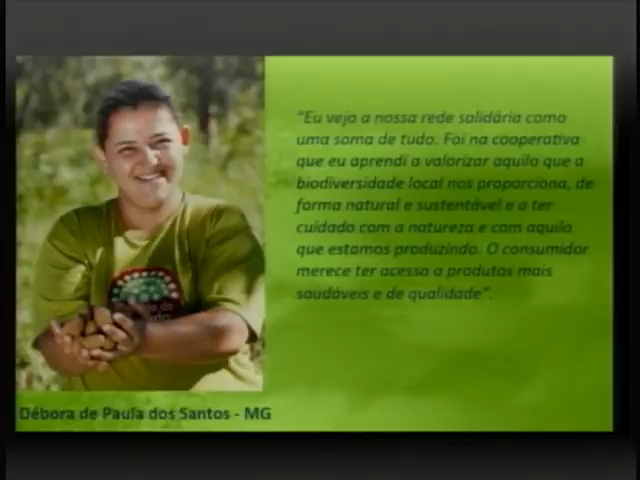 "Eu vejo a nossa rede solidária como
uma soma de tudo. Foi na cooperativa
que eu aprendi a valorizar aquilo que a
biodiversidade local nos proporciona, de
forma natural e sustentável e a ter
cuidado com a natureza e com aquilo
que estamos produzindo. O consumidor
merece ter acesso a produtos mais
saudáveis e de qualidade".
Débora de Paula dos Santos - MG